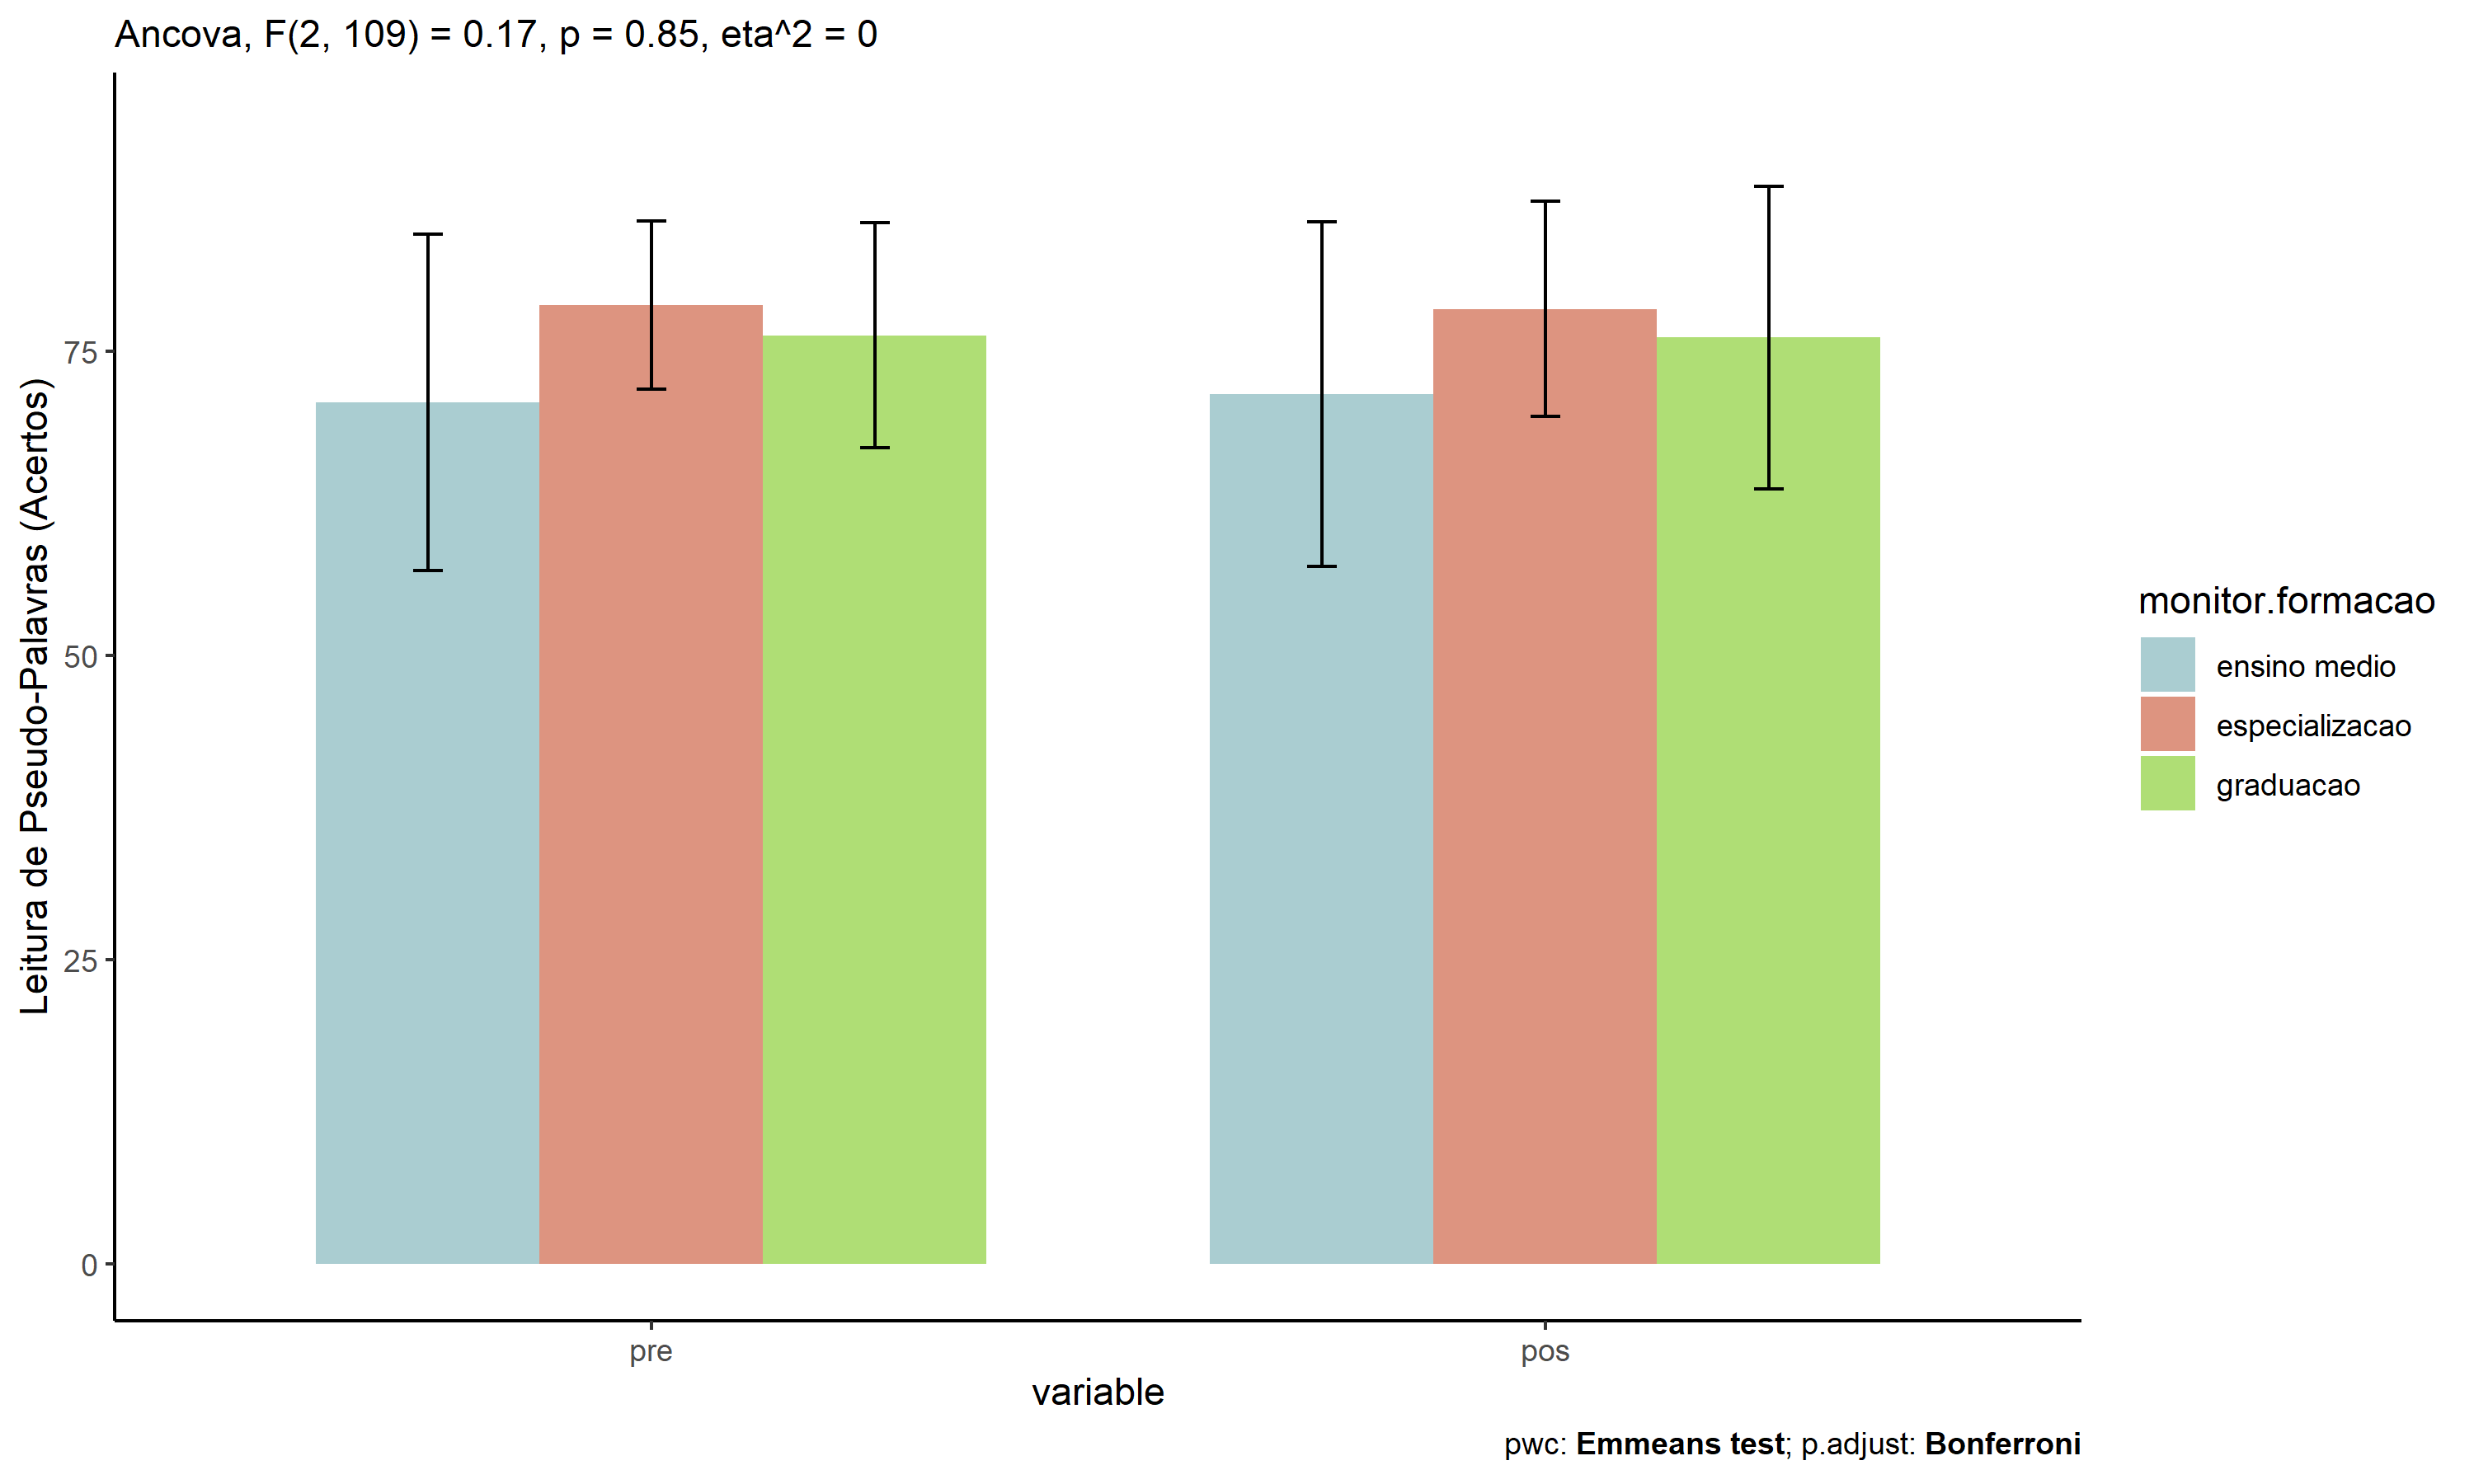 Ancova, F(2, 109) = 0.17, p = 0.85, eta^2 = 0
Leitura de Pseudo-Palavras (Acertos)
75
50
25
0
pre
pos
variable
monitor.formacao
ensino medio
especializacao
graduacao
pwc: Emmeans test; p.adjust: Bonferroni